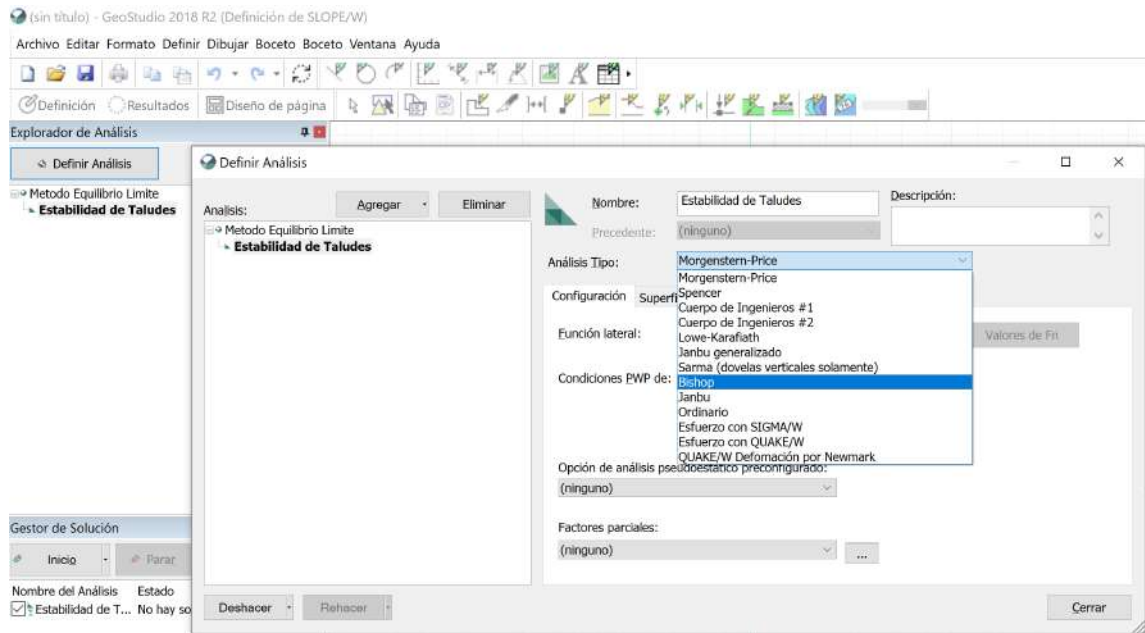 (sin título) - GeoStudio 2018 R2 (Definición de SLOPE/W)
Archivo Editar Formato Definir Dibujar Boceto Boceto Ventana Ayuda
Definición Resultados Diseño de página
Explorador de Análisis
Definir Análisis
Metodo Equilibrio Limite
Estabilidad de Taludes
Definir Análisis
Analisis:
Agregar
Eliminar
Metodo Equilibrio Limite
Estabilidad de Taludes
Nombre:
Estabilidad de Taludes
Descripción:
Precedente:
(ninguno)
Análisis Tipo:
Morgenstern-Price
Morgenstern-Price
Spencer
Cuerpo de Ingenieros #1
Cuerpo de Ingenieros #2
Lowe-Karafiath
Janbu generalizado
Sarma (dovelas verticales solamente)
Bishop
Janbu
Ordinario
Esfuerzo con SIGMA/W
Esfuerzo con QUAKE/W
QUAKE/W Defomación por Newmark
Configuración Superfi
Función lateral:
Valores de Fn
Condiciones PWP de:
Opción de análisis pseudoestático preconfigurado:
(ninguno)
Factores parciales:
(ninguno)
...
Gestor de Solución
Inicio
Parar
Nombre del Análisis Estado
Estabilidad de T... No hay so
Deshacer
Rehacer
Cerrar